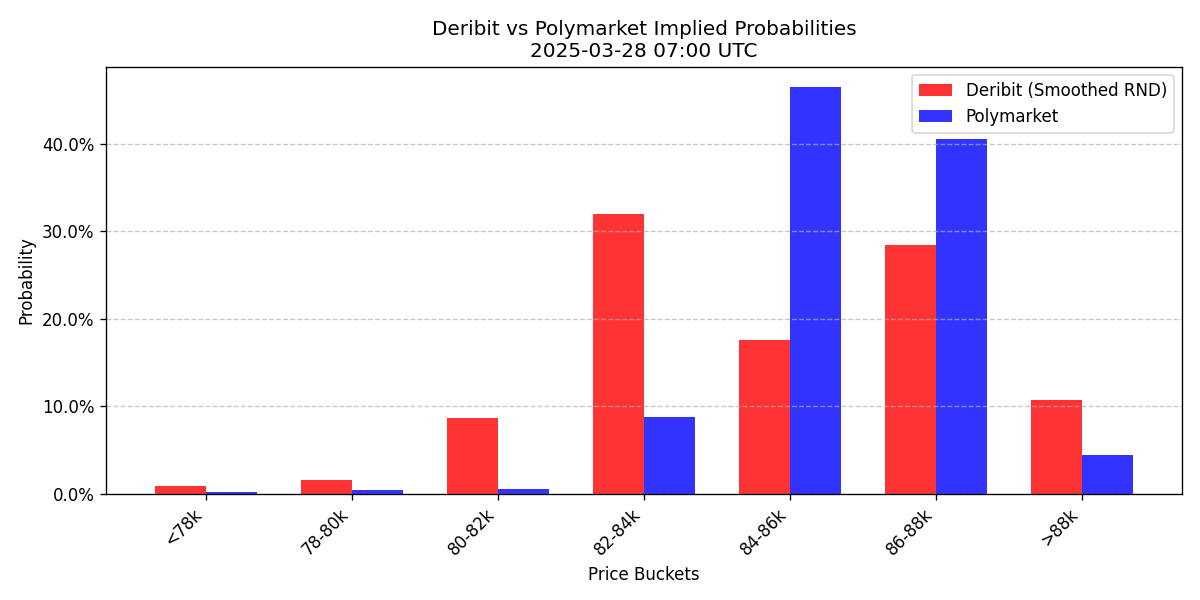 Deribit vs Polymarket Implied Probabilities
2025-03-28 07:00 UTC
Deribit (Smoothed RND)
Polymarket
Probability
40.0%
30.0%
20.0%
10.0%
0.0%
<78k
78-80k
80-82k
82-84k
84-86k
86-88k
>88k
Price Buckets